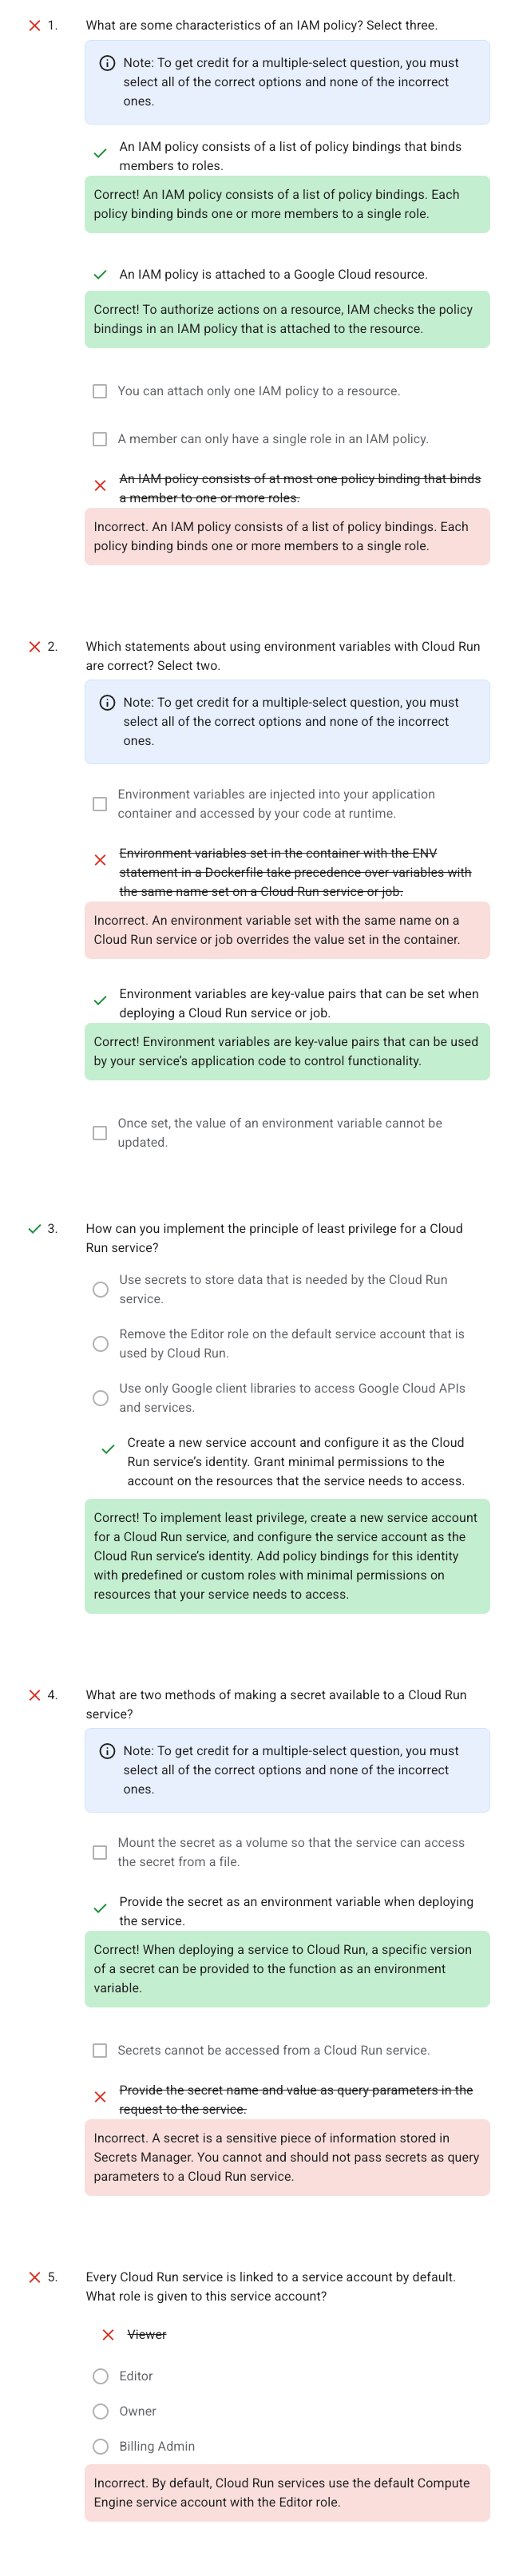 1. What are some characteristics of an IAM policy? Select three.
Note: To get credit for a multiple-select question, you must
select all of the correct options and none of the incorrect
ones.
An IAM policy consists of a list of policy bindings that binds
members to roles.
Correct! An IAM policy consists of a list of policy bindings. Each
policy binding binds one or more members to a single role.
An IAM policy is attached to a Google Cloud resource.
Correct! To authorize actions on a resource, IAM checks the policy
bindings in an IAM policy that is attached to the resource.
You can attach only one IAM policy to a resource.
A member can only have a single role in an IAM policy.
An IAM policy consists of at most one policy binding that binds
a member to one or more roles.
Incorrect. An IAM policy consists of a list of policy bindings. Each
policy binding binds one or more members to a single role.
2. Which statements about using environment variables with Cloud Run
are correct? Select two.
Note: To get credit for a multiple-select question, you must
select all of the correct options and none of the incorrect
ones.
Environment variables are injected into your application
container and accessed by your code at runtime.
Environment variables set in the container with the ENV
statement in a Dockerfile take precedence over variables with
the same name set on a Cloud Run service or job.
Incorrect. An environment variable set with the same name on a
Cloud Run service or job overrides the value set in the container.
Environment variables are key-value pairs that can be set when
deploying a Cloud Run service or job.
Correct! Environment variables are key-value pairs that can be used
by your service’s application code to control functionality.
Once set, the value of an environment variable cannot be
updated.
3. How can you implement the principle of least privilege for a Cloud
Run service?
Use secrets to store data that is needed by the Cloud Run
service.
Remove the Editor role on the default service account that is
used by Cloud Run.
Use only Google client libraries to access Google Cloud APIs
and services.
Create a new service account and configure it as the Cloud
Run service’s identity. Grant minimal permissions to the
account on the resources that the service needs to access.
Correct! To implement least privilege, create a new service account
for a Cloud Run service, and configure the service account as the
Cloud Run service’s identity. Add policy bindings for this identity
with predefined or custom roles with minimal permissions on
resources that your service needs to access.
4. What are two methods of making a secret available to a Cloud Run
service?
Note: To get credit for a multiple-select question, you must
select all of the correct options and none of the incorrect
ones.
Mount the secret as a volume so that the service can access
the secret from a file.
Provide the secret as an environment variable when deploying
the service.
Correct! When deploying a service to Cloud Run, a specific version
of a secret can be provided to the function as an environment
variable.
Secrets cannot be accessed from a Cloud Run service.
Provide the secret name and value as query parameters in the
request to the service.
Incorrect. A secret is a sensitive piece of information stored in
Secrets Manager. You cannot and should not pass secrets as query
parameters to a Cloud Run service.
5. Every Cloud Run service is linked to a service account by default.
What role is given to this service account?
Viewer
Editor
Owner
Billing Admin
Incorrect. By default, Cloud Run services use the default Compute
Engine service account with the Editor role.